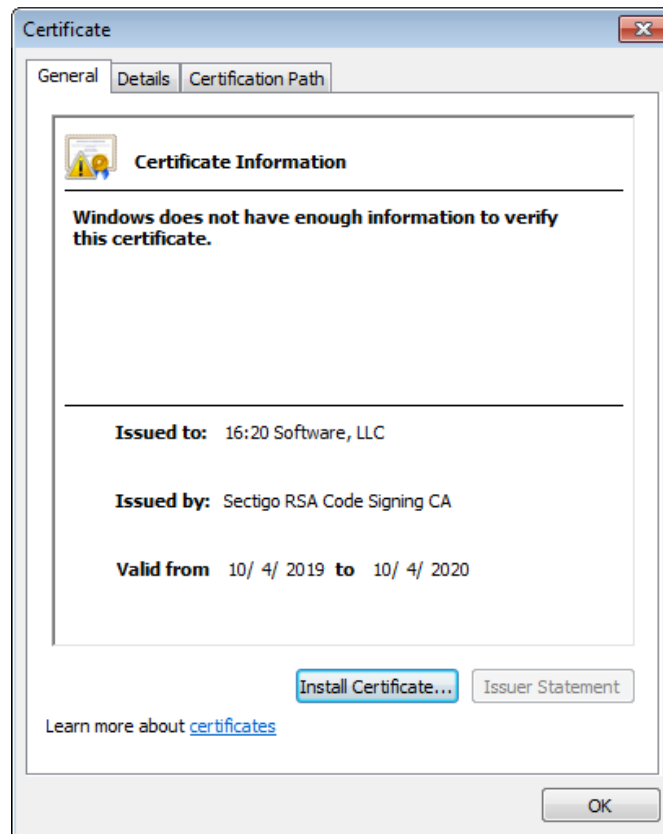 Certificate
General Details Certification Path
Certificate Information
Windows does not have enough information to verify
this certificate.
Issued to: 16:20 Software, LLC
Issued by: Sectigo RSA Code Signing CA
Valid from 10/ 4/ 2019 to 10/ 4/ 2020
Install Certificate... Issuer Statement
Learn more about certificates
OK